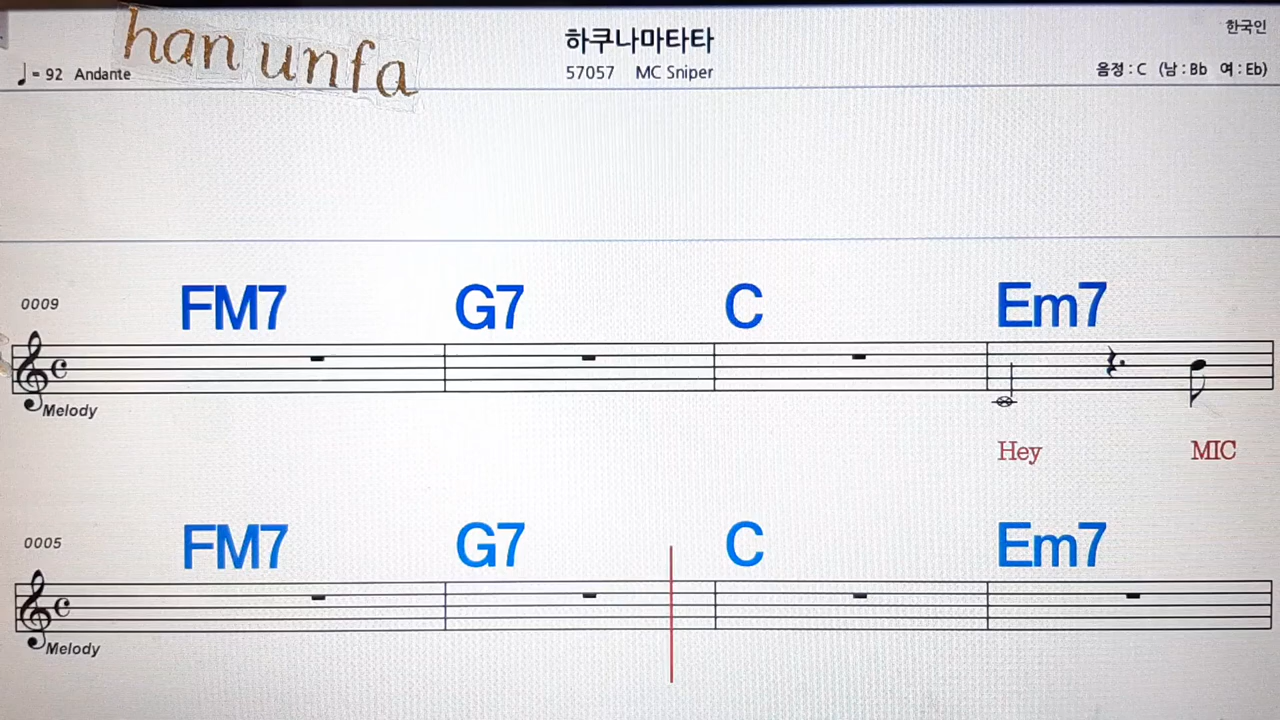 han unfa
하쿠나마타타
한국인
♩ = 92 Andante
57057 MC Sniper
음정 : C (남 : Bb 여 : Eb)
0009
FM7 G7 C Em7
Melody
Hey MIC
0005
FM7 G7 C Em7
Melody